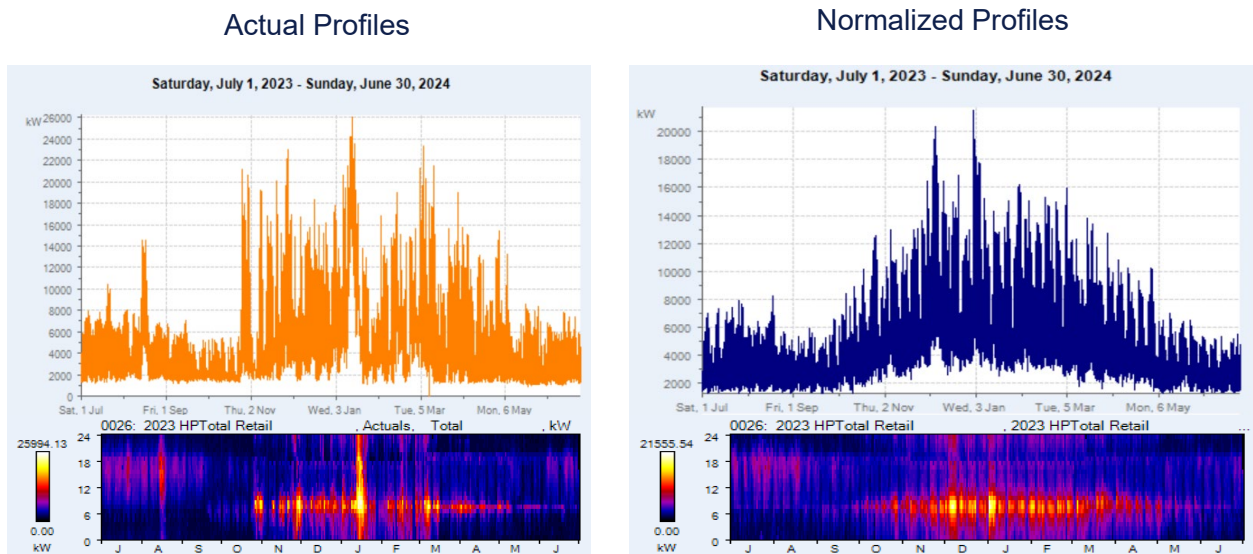 Actual Profiles
Normalized Profiles
Saturday, July 1, 2023 - Sunday, June 30, 2024
kW 26000
24000
22000
20000
18000
16000
14000
12000
10000
8000
6000
4000
2000
0
Sat, 1 Jul Fri, 1 Sep Thu, 2 Nov Wed, 3 Jan Tue, 5 Mar Mon, 6 May
0026: 2023 HPTotal Retail , Actuals, Total , kW
25994.13
0.00
kW
24
18
12
6
0
J A S O N D J F M A M J
Saturday, July 1, 2023 - Sunday, June 30, 2024
kW
20000
18000
16000
14000
12000
10000
8000
6000
4000
2000
Sat, 1 Jul Fri, 1 Sep Thu, 2 Nov Wed, 3 Jan Tue, 5 Mar Mon, 6 May
0026: 2023 HPTotal Retail , 2023 HPTotal Retail ...
21555.54
0.00
kW
24
18
12
6
0
J A S O N D J F M A M J